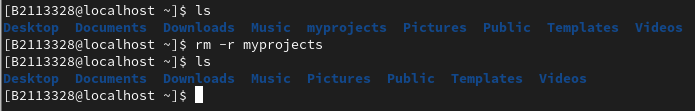 [B2113328@localhost ~]$ ls
Desktop  Documents  Downloads  Music  myprojects  Pictures  Public  Templates  Videos
[B2113328@localhost ~]$ rm -r myprojects
[B2113328@localhost ~]$ ls
Desktop  Documents  Downloads  Music  Pictures  Public  Templates  Videos
[B2113328@localhost ~]$